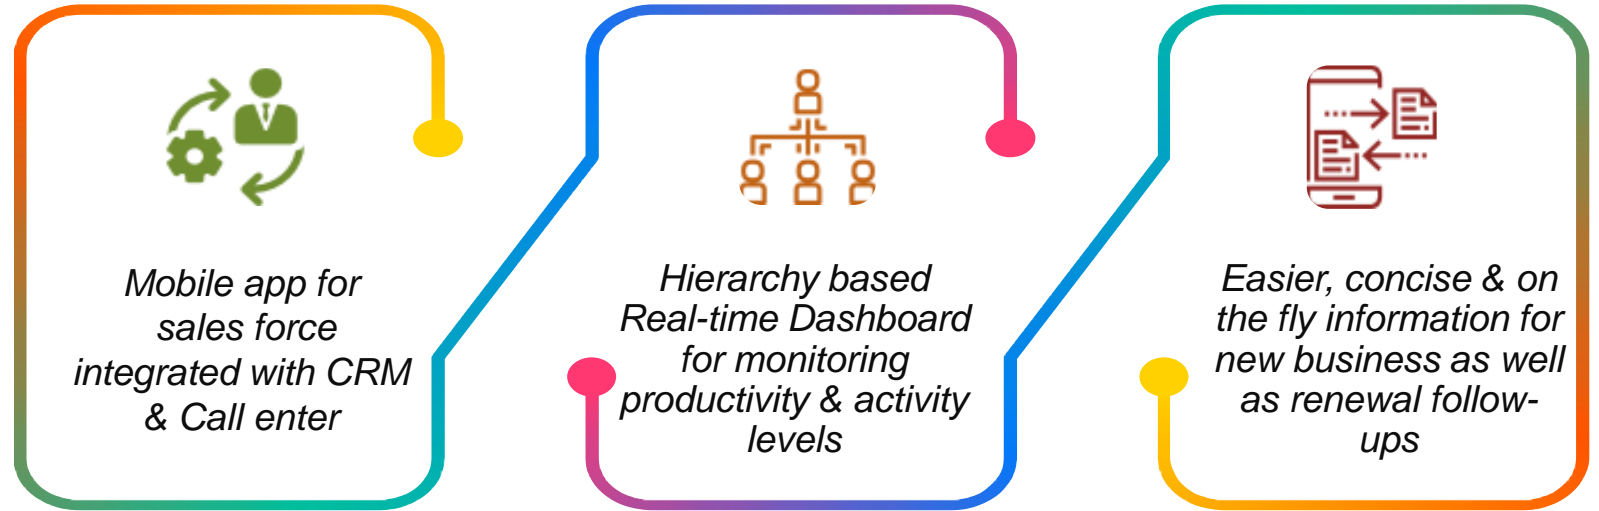 Mobile app for
sales force
integrated with CRM
& Call enter
Hierarchy based
Real-time Dashboard
for monitoring
productivity & activity
levels
Easier, concise & on
the fly information for
new business as well
as renewal follow-
ups